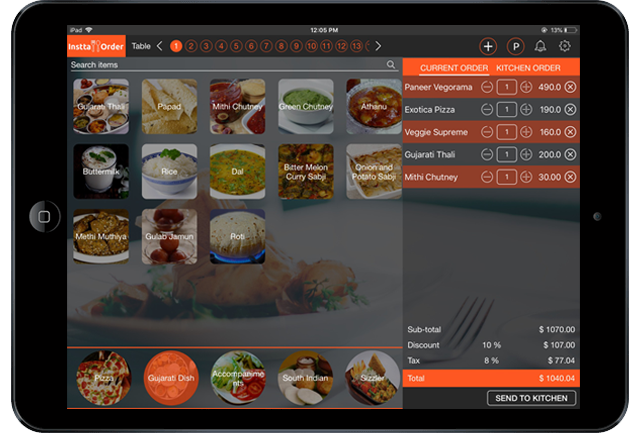 iPad
12:05 PM
13%
Instta Order
Table 1 2 3 4 5 6 7 8 9 10 11 12 13
P
Search items
CURRENT ORDER KITCHEN ORDER
Gujarati Thali Papad Mithi Chutney Green Chutney Athanu
Buttermilk Rice Dal Bitter Melon Curry Sabji Onion and Potato Sabji
Methi Muthiya Gulab Jamun Roti
Pizza Gujarati Dish Accompaniments South Indian Sizzler
Paneer Vegorama 1 490.0
Exotica Pizza 1 190.0
Veggie Supreme 1 160.0
Gujarati Thali 1 200.0
Mithi Chutney 1 30.00
Sub-total $ 1070.00
Discount 10 % $ 107.00
Tax 8 % $ 77.04
Total $ 1040.04
SEND TO KITCHEN